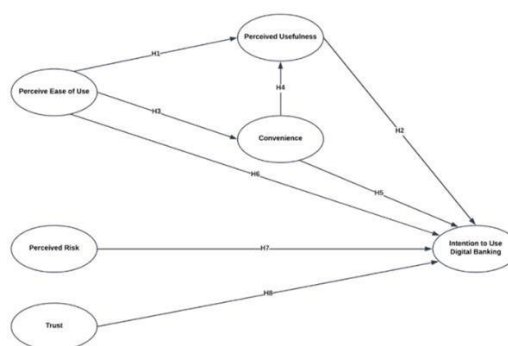 Perceived Usefulness
H1
Perceive Ease of Use
H4
H3
H2
Convenience
H6
H5
Perceived Risk
H7
Intention to Use
Digital Banking
H8
Trust